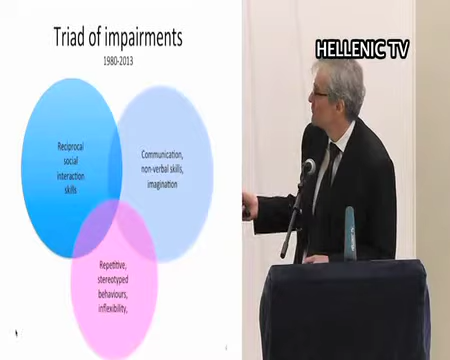 Triad of impairments
1980-2013
Reciprocal
social
interaction
skills
Communication,
non-verbal skills,
imagination
Repetitive,
stereotyped
behaviours,
inflexibility,
HELLENIC TV